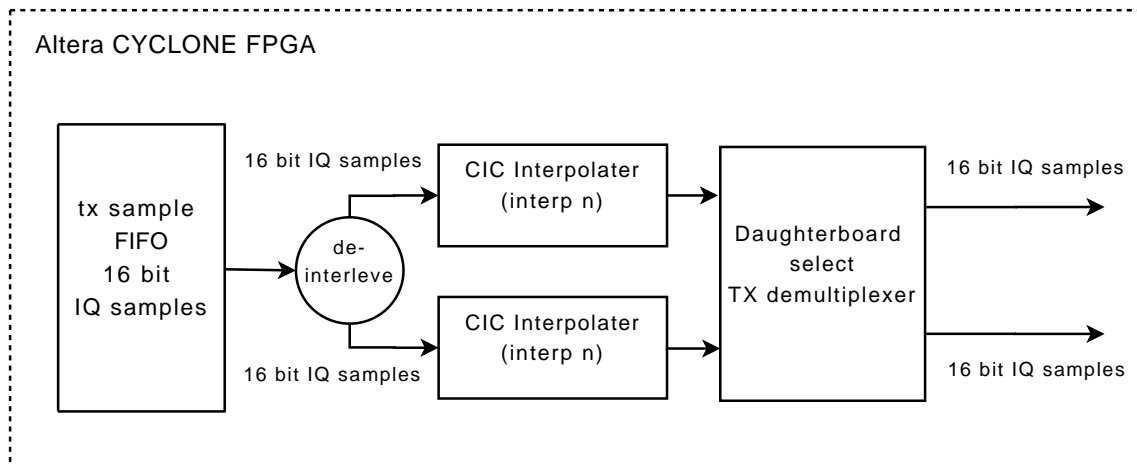 Altera CYCLONE FPGA
tx sample
FIFO
16 bit
IQ samples
16 bit IQ samples
de-
interleve
16 bit IQ samples
CIC Interpolater
(interp n)
CIC Interpolater
(interp n)
Daughterboard
select
TX demultiplexer
16 bit IQ samples
16 bit IQ samples